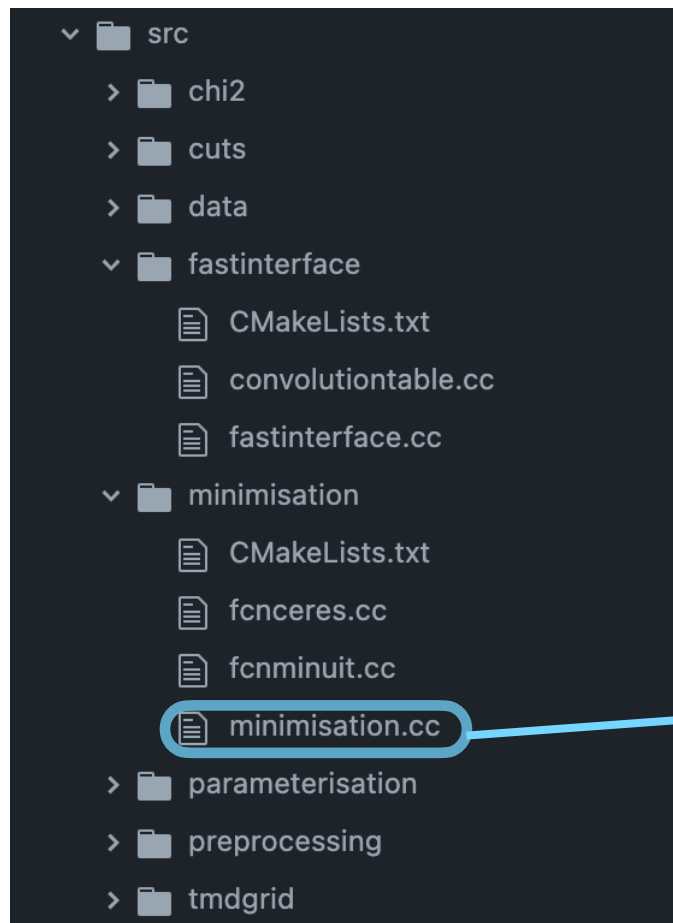 src
chi2
cuts
data
fastinterface
CMakeLists.txt
convolutiontable.cc
fastinterface.cc
minimisation
CMakeLists.txt
fcnceres.cc
fcnminuit.cc
minimisation.cc
parameterisation
preprocessing
tmdgrid